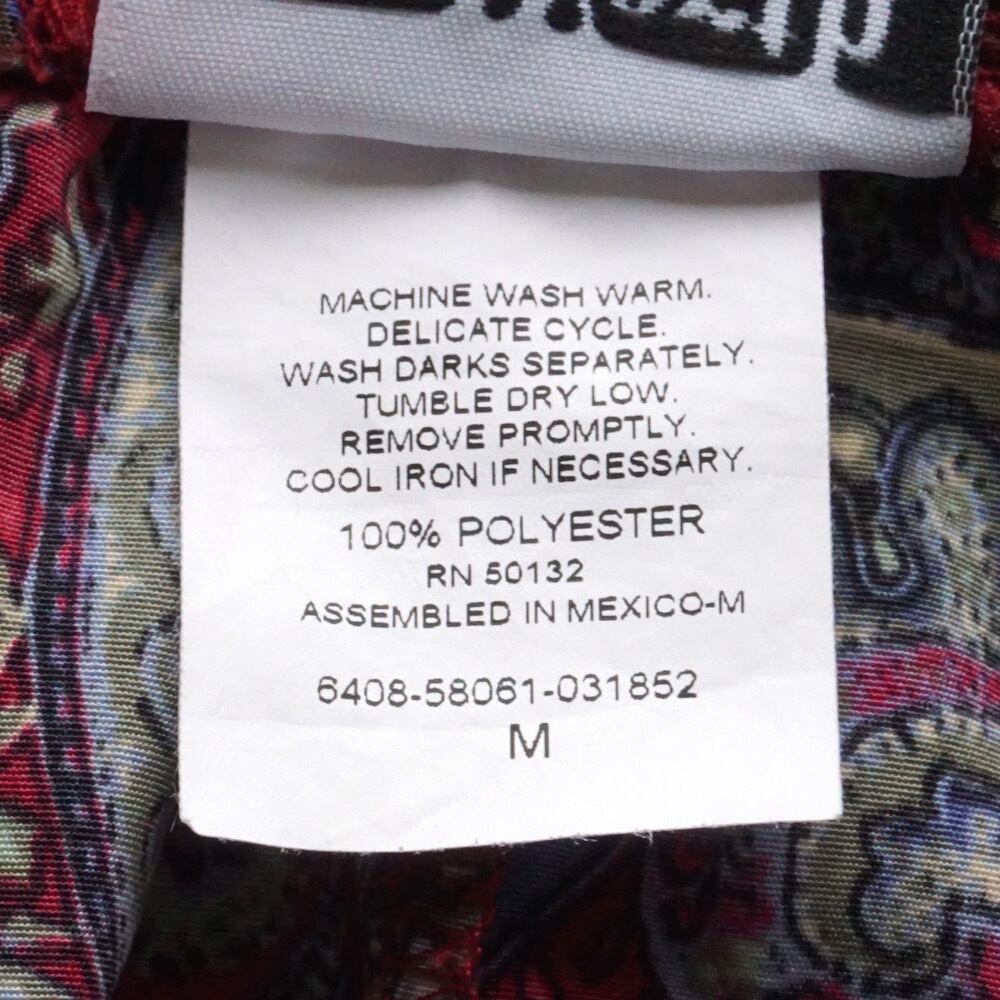 MACHINE WASH WARM.
DELICATE CYCLE.
WASH DARKS SEPARATELY.
TUMBLE DRY LOW.
REMOVE PROMPTLY.
COOL IRON IF NECESSARY.
100% POLYESTER
RN 50132
ASSEMBLED IN MEXICO-M
6408-58061-031852
M